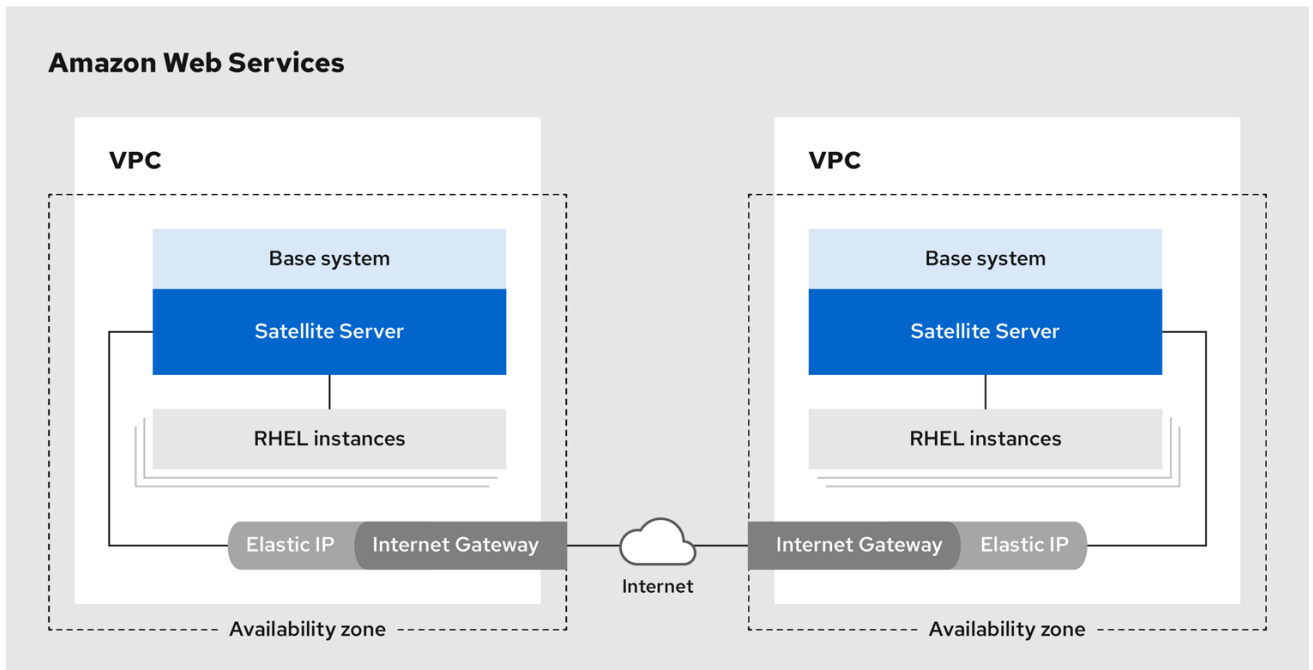 Amazon Web Services
VPC
Base system
Satellite Server
RHEL instances
Elastic IP
Internet Gateway
Availability zone
Internet
VPC
Base system
Satellite Server
RHEL instances
Internet Gateway
Elastic IP
Availability zone